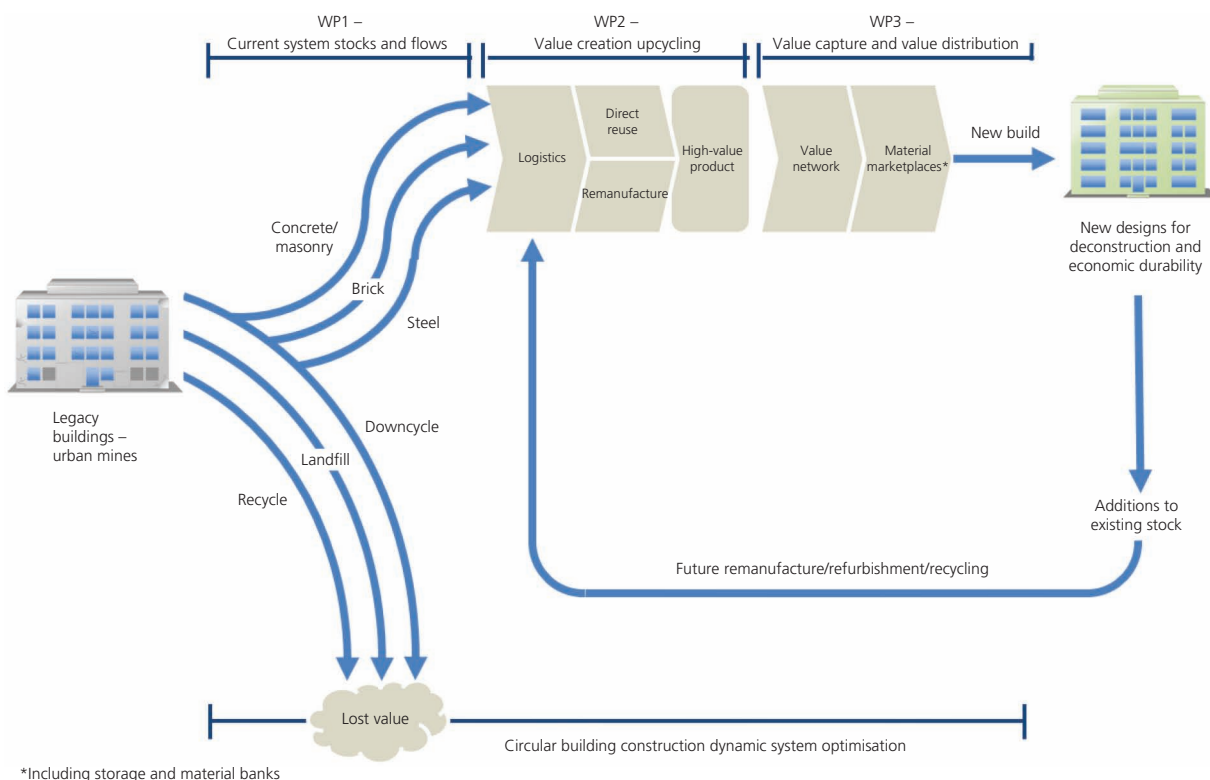 WP1 –
Current system stocks and flows
WP2 –
Value creation upcycling
WP3 –
Value capture and value distribution
Logistics
Direct
reuse
Remanufacture
High-value
product
Value
network
Material
marketplaces*
New build
New designs for
deconstruction and
economic durability
Concrete/
masonry
Brick
Steel
Legacy
buildings –
urban mines
Downcycle
Landfill
Recycle
Additions to
existing stock
Future remanufacture/refurbishment/recycling
Lost value
Circular building construction dynamic system optimisation
*Including storage and material banks